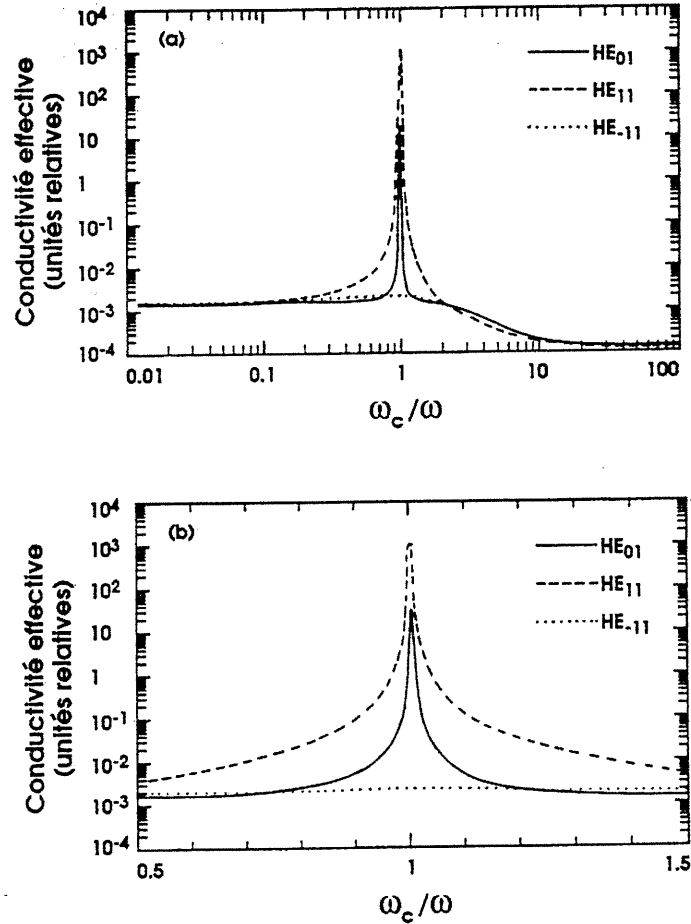 (a)
Conductivité effective
(unités relatives)
10⁴
10³
10²
10
1
10⁻¹
10⁻²
10⁻³
10⁻⁴
HE₀₁
HE₁₁
HE₋₁₁
0.01 0.1 1 10 100
ω_c/ω
(b)
Conductivité effective
(unités relatives)
10⁴
10³
10²
10
1
10⁻¹
10⁻²
10⁻³
10⁻⁴
HE₀₁
HE₁₁
HE₋₁₁
0.5 1 1.5
ω_c/ω